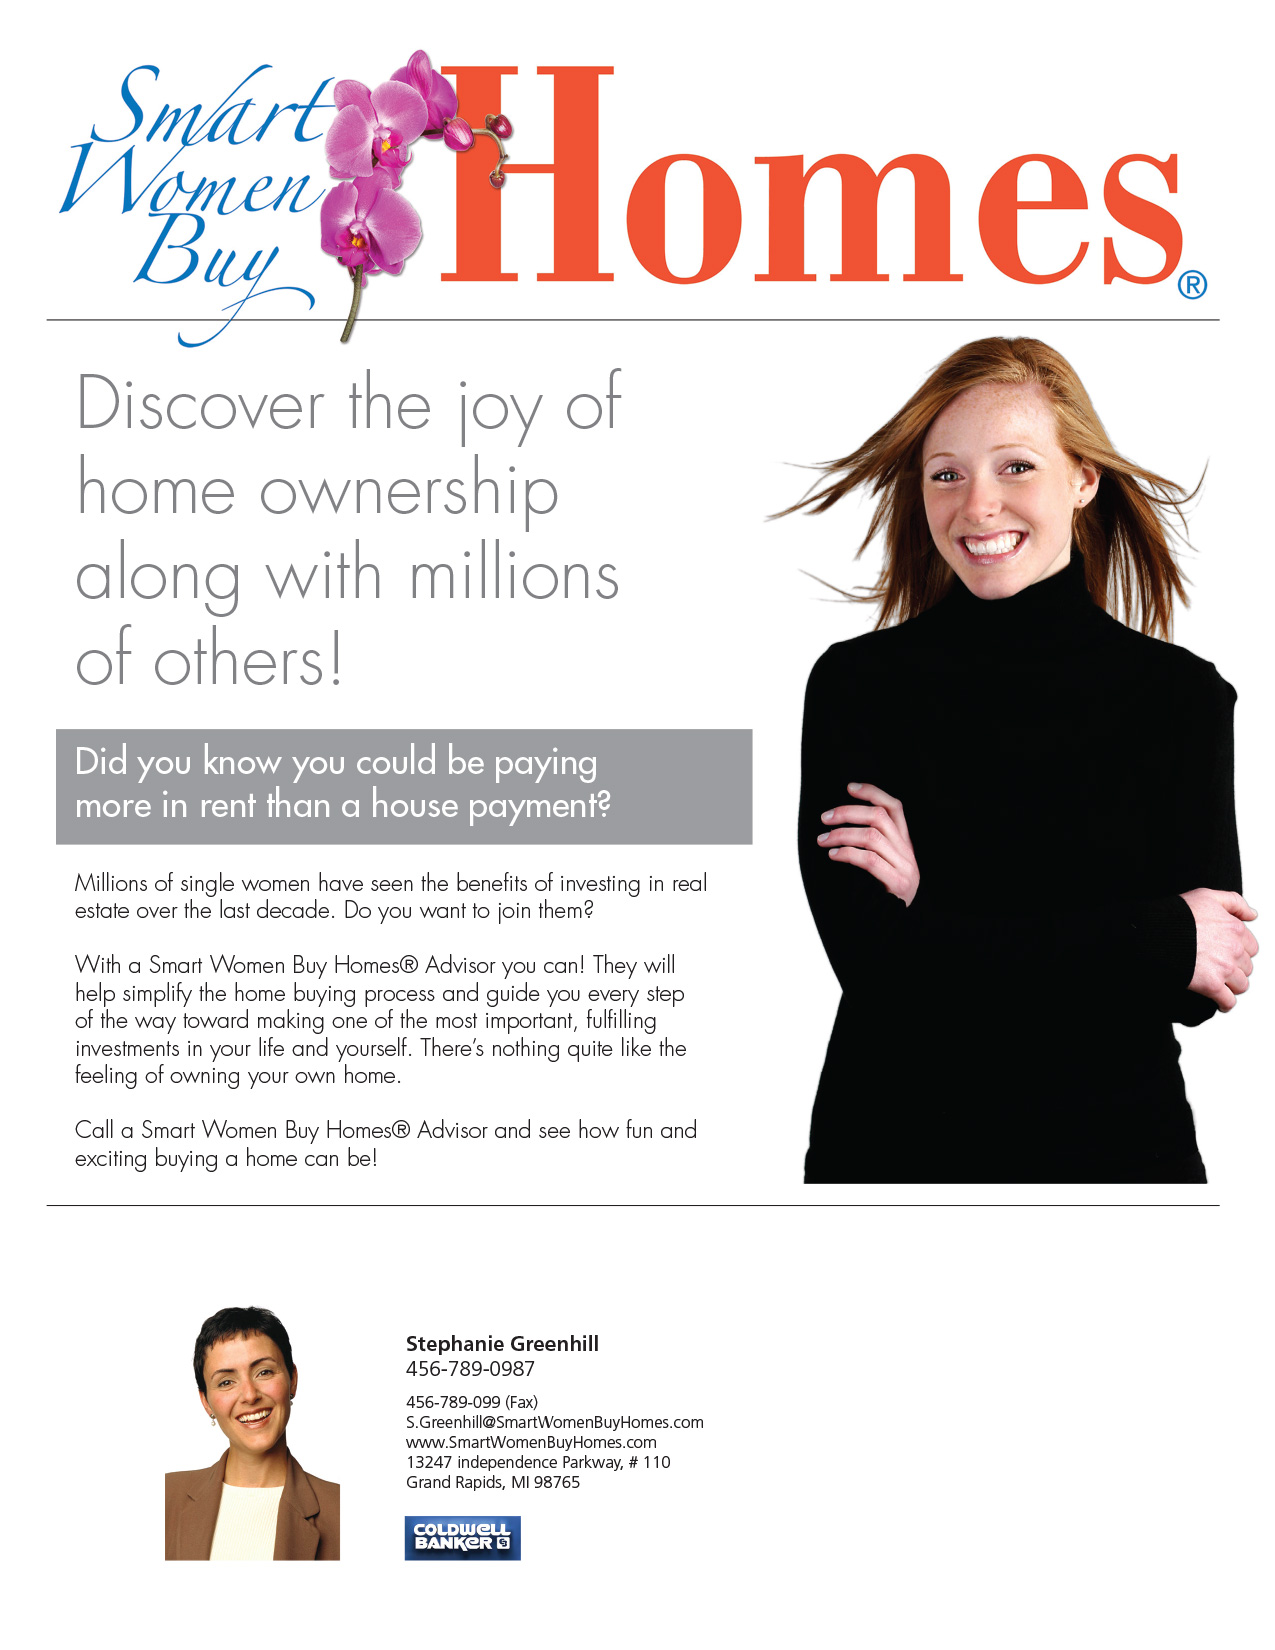 Smart
Women
Buy
Homes®
Discover the joy of
home ownership
along with millions
of others!
Did you know you could be paying
more in rent than a house payment?
Millions of single women have seen the benefits of investing in real
estate over the last decade. Do you want to join them?
With a Smart Women Buy Homes® Advisor you can! They will
help simplify the home buying process and guide you every step
of the way toward making one of the most important, fulfilling
investments in your life and yourself. There’s nothing quite like the
feeling of owning your own home.
Call a Smart Women Buy Homes® Advisor and see how fun and
exciting buying a home can be!
Stephanie Greenhill
456-789-0987
456-789-099 (Fax)
S.Greenhill@SmartWomenBuyHomes.com
www.SmartWomenBuyHomes.com
13247 independence Parkway, # 110
Grand Rapids, MI 98765
COLDWELL
BANKER